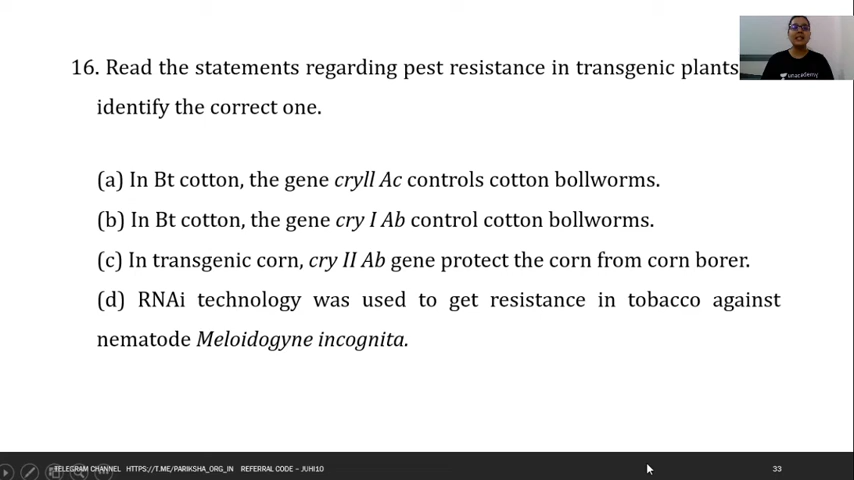 16. Read the statements regarding pest resistance in transgenic plants
identify the correct one.
(a) In Bt cotton, the gene cryll Ac controls cotton bollworms.
(b) In Bt cotton, the gene cry I Ab control cotton bollworms.
(c) In transgenic corn, cry II Ab gene protect the corn from corn borer.
(d) RNAi technology was used to get resistance in tobacco against
nematode Meloidogyne incognita.
unacademy
TELEGRAM CHANNEL HTTPS://T.ME/PARIKSHA_ORG_IN REFERRAL CODE – JUHI10
33